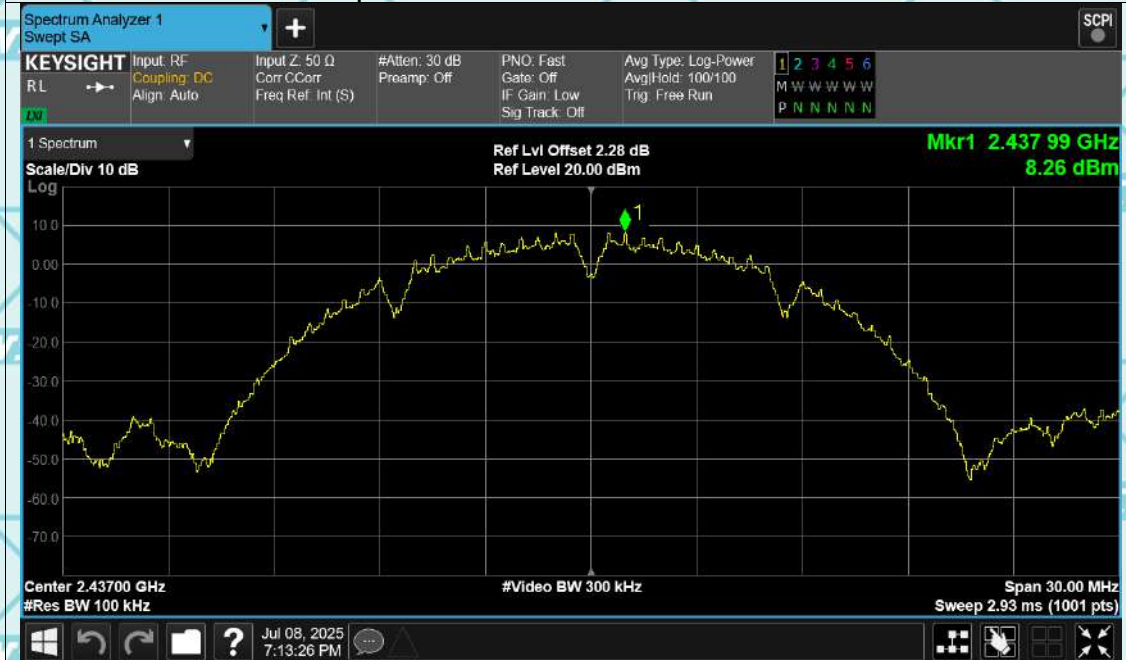 Spectrum Analyzer 1
Swept SA
+
SCPI
KEYSIGHT
RL
LXI
Input: RF
Coupling: DC
Align: Auto
Input Z: 50 Ω
Corr CCorr
Freq Ref: Int (S)
#Atten: 30 dB
Preamp: Off
PNO: Fast
Gate: Off
IF Gain: Low
Sig Track: Off
Avg Type: Log-Power
Avg|Hold: 100/100
Trig: Free Run
1 2 3 4 5 6
M W W W W W
P N N N N N
1 Spectrum
Scale/Div 10 dB
Log
Ref Lvl Offset 2.28 dB
Ref Level 20.00 dBm
Mkr1 2.437 99 GHz
8.26 dBm
1
10.0
0.00
-10.0
-20.0
-30.0
-40.0
-50.0
-60.0
-70.0
Center 2.43700 GHz
#Video BW 300 kHz
Span 30.00 MHz
#Res BW 100 kHz
Sweep 2.93 ms (1001 pts)
?
Jul 08, 2025
7:13:26 PM